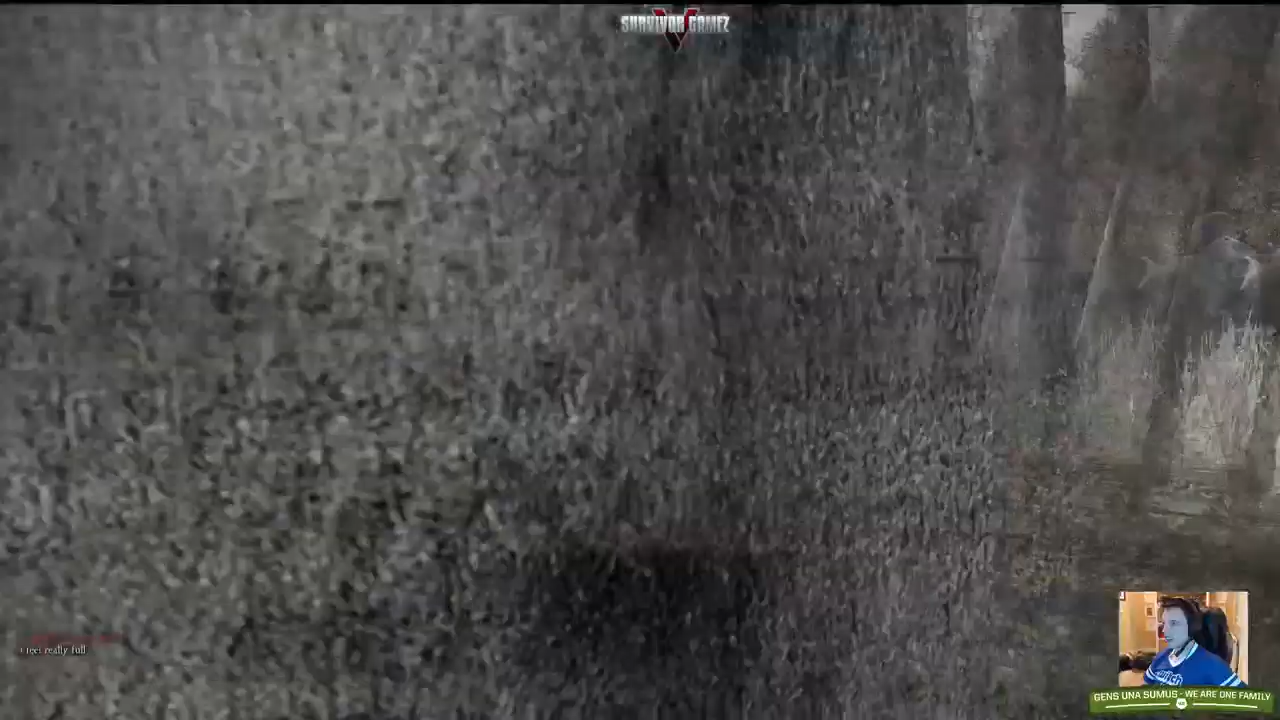 SURVIVOR GAMEZ
I feel really full
GENS UNA SUMUS - WE ARE ONE FAMILY